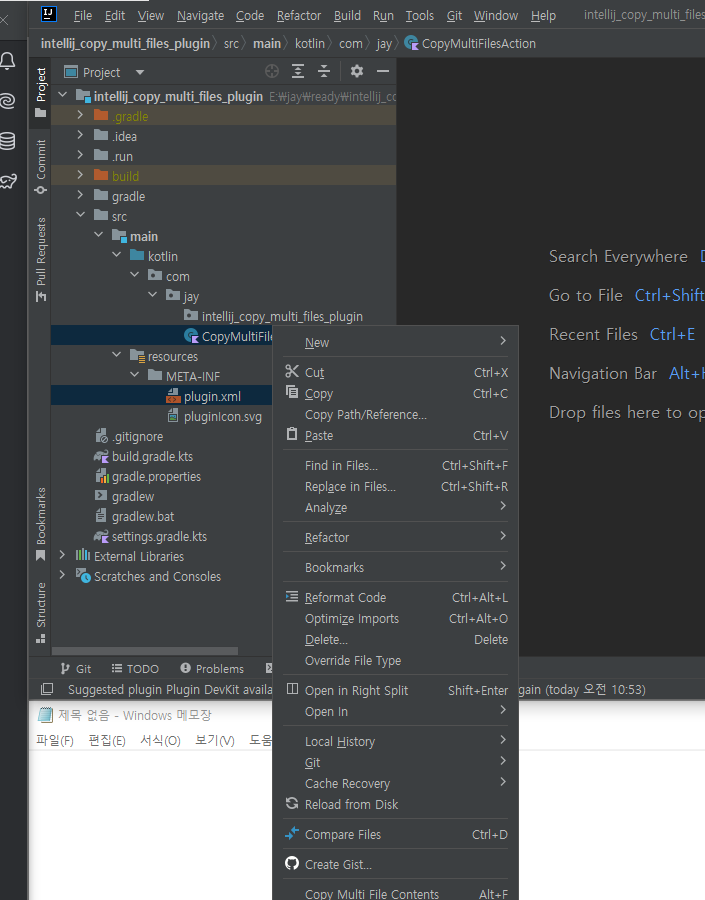 File Edit View Navigate Code Refactor Build Run Tools Git Window Help intellij_copy_multi_files
intellij_copy_multi_files_plugin src main kotlin com jay CopyMultiFilesAction
Project
Project
Commit
Pull Requests
Bookmarks
Structure
intellij_copy_multi_files_plugin E:₩jay₩ready₩intellij_co
.gradle
.idea
.run
build
gradle
src
main
kotlin
com
jay
intellij_copy_multi_files_plugin
CopyMultiFile
resources
META-INF
plugin.xml
pluginIcon.svg
.gitignore
build.gradle.kts
gradle.properties
gradlew
gradlew.bat
settings.gradle.kts
External Libraries
Scratches and Consoles
Search Everywhere
Go to File Ctrl+Shift
Recent Files Ctrl+E
Navigation Bar Alt+
Drop files here to op
New
Cut Ctrl+X
Copy Ctrl+C
Copy Path/Reference...
Paste Ctrl+V
Find in Files... Ctrl+Shift+F
Replace in Files... Ctrl+Shift+R
Analyze
Refactor
Bookmarks
Reformat Code Ctrl+Alt+L
Optimize Imports Ctrl+Alt+O
Delete... Delete
Override File Type
Open in Right Split Shift+Enter
Open In
Local History
Git
Cache Recovery
Reload from Disk
Compare Files Ctrl+D
Create Gist...
Copy Multi File Contents Alt+F
Git TODO Problems
Suggested plugin Plugin DevKit availa gain (today 오전 10:53)
제목 없음 - Windows 메모장
파일(F) 편집(E) 서식(O) 보기(V) 도움